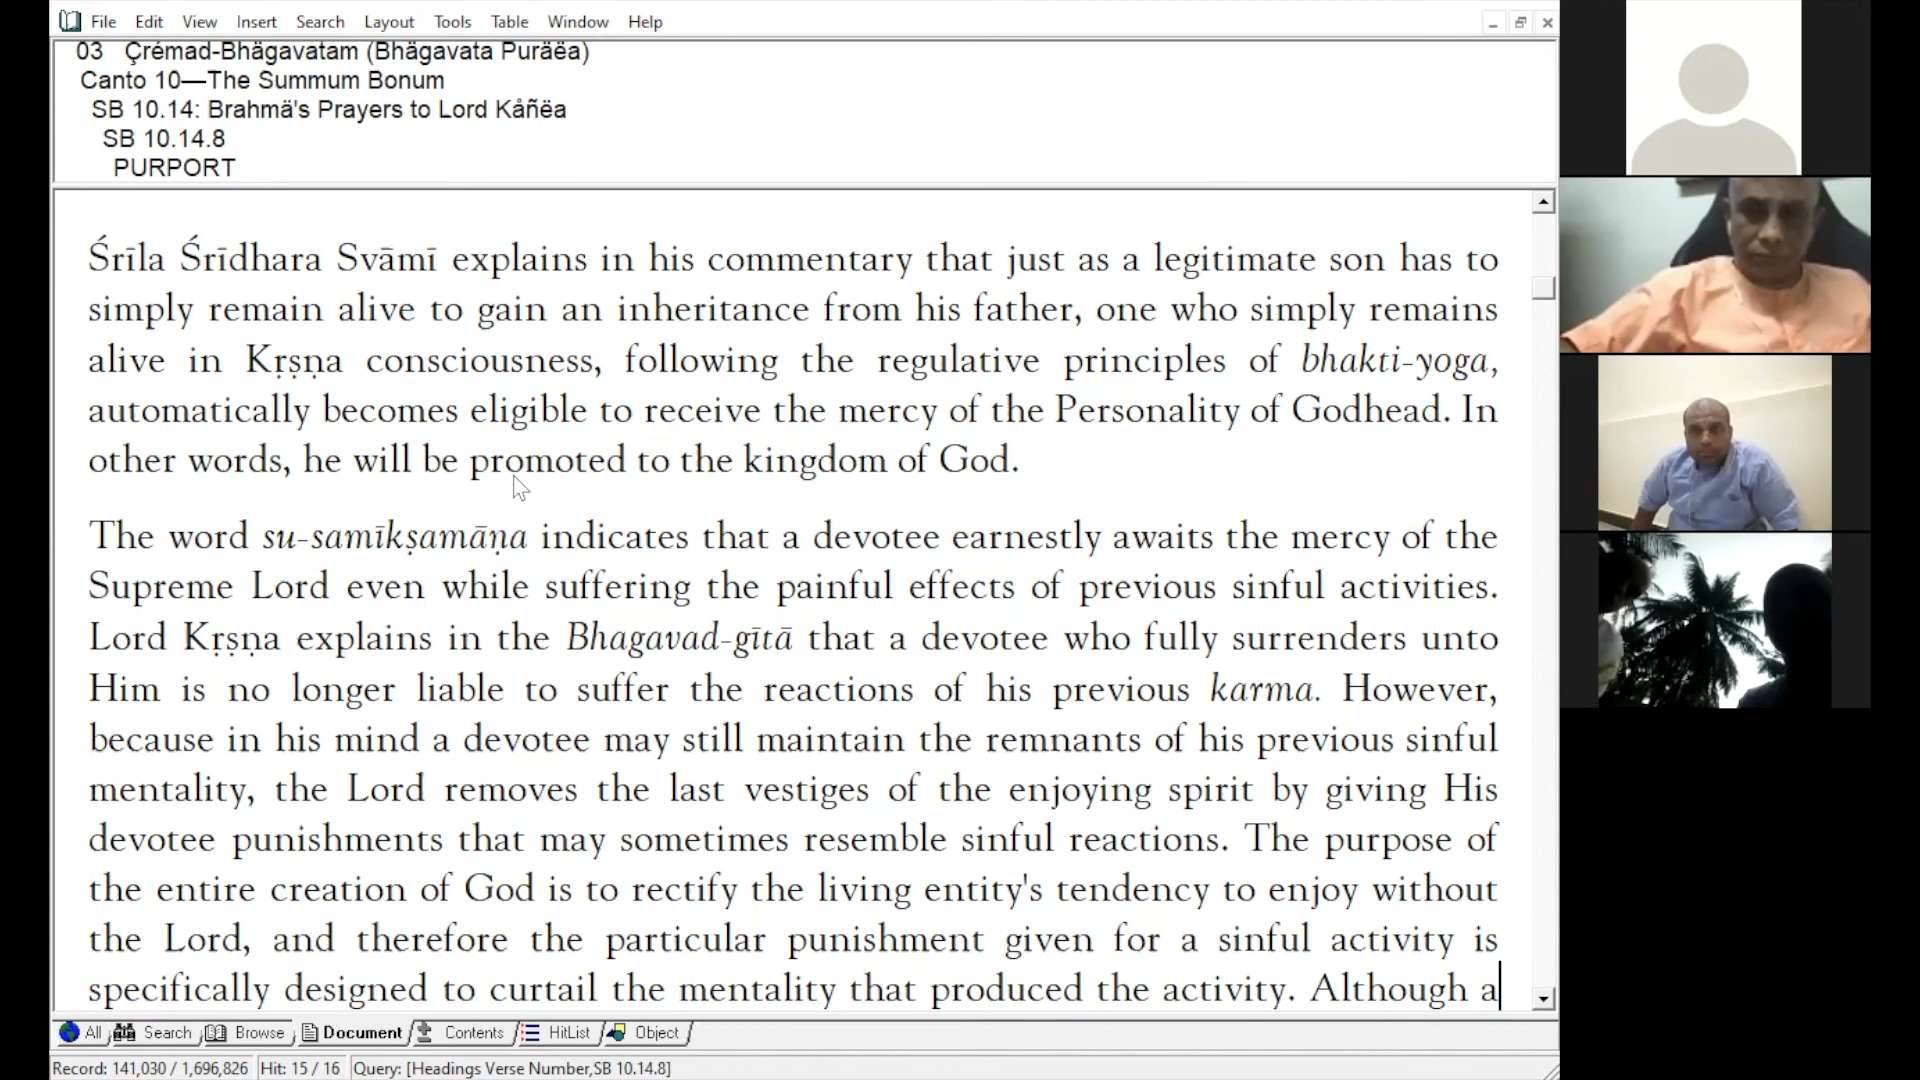 File Edit View Insert Search Layout Tools Table Window Help
03 Çrémad-Bhägavatam (Bhägavata Puräëa)
Canto 10—The Summum Bonum
SB 10.14: Brahmä's Prayers to Lord Kåñëa
SB 10.14.8
PURPORT
Śrīla Śrīdhara Svāmī explains in his commentary that just as a legitimate son has to
simply remain alive to gain an inheritance from his father, one who simply remains
alive in Kṛṣṇa consciousness, following the regulative principles of bhakti-yoga,
automatically becomes eligible to receive the mercy of the Personality of Godhead. In
other words, he will be promoted to the kingdom of God.
The word su-samīkṣamāṇa indicates that a devotee earnestly awaits the mercy of the
Supreme Lord even while suffering the painful effects of previous sinful activities.
Lord Kṛṣṇa explains in the Bhagavad-gītā that a devotee who fully surrenders unto
Him is no longer liable to suffer the reactions of his previous karma. However,
because in his mind a devotee may still maintain the remnants of his previous sinful
mentality, the Lord removes the last vestiges of the enjoying spirit by giving His
devotee punishments that may sometimes resemble sinful reactions. The purpose of
the entire creation of God is to rectify the living entity's tendency to enjoy without
the Lord, and therefore the particular punishment given for a sinful activity is
specifically designed to curtail the mentality that produced the activity. Although a
All Search Browse Document Contents HitList Object
Record: 141,030 / 1,696,826 Hit: 15 / 16 Query: [Headings Verse Number,SB 10.14.8]